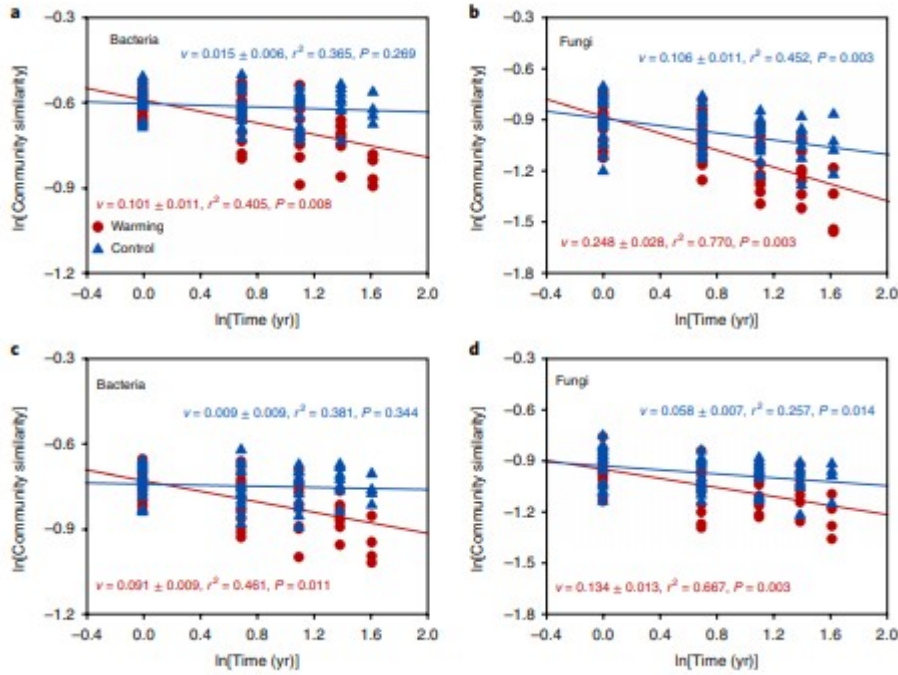 a
−0.3
−0.6
−0.9
−1.2
ln[Community similarity]
Bacteria
v = 0.015 ± 0.006, r² = 0.365, P = 0.269
v = 0.101 ± 0.011, r² = 0.405, P = 0.008
Warming
Control
−0.4 0.0 0.4 0.8 1.2 1.6 2.0
ln[Time (yr)]
b
−0.3
−0.6
−0.9
−1.2
−1.5
−1.8
ln[Community similarity]
Fungi
v = 0.106 ± 0.011, r² = 0.452, P = 0.003
v = 0.248 ± 0.028, r² = 0.770, P = 0.003
−0.4 0.0 0.4 0.8 1.2 1.6 2.0
ln[Time (yr)]
c
−0.3
−0.6
−0.9
−1.2
ln[Community similarity]
Bacteria
v = 0.009 ± 0.009, r² = 0.381, P = 0.344
v = 0.091 ± 0.009, r² = 0.461, P = 0.011
−0.4 0.0 0.4 0.8 1.2 1.6 2.0
ln[Time (yr)]
d
−0.3
−0.6
−0.9
−1.2
−1.5
−1.8
ln[Community similarity]
Fungi
v = 0.058 ± 0.007, r² = 0.257, P = 0.014
v = 0.134 ± 0.013, r² = 0.667, P = 0.003
−0.4 0.0 0.4 0.8 1.2 1.6 2.0
ln[Time (yr)]